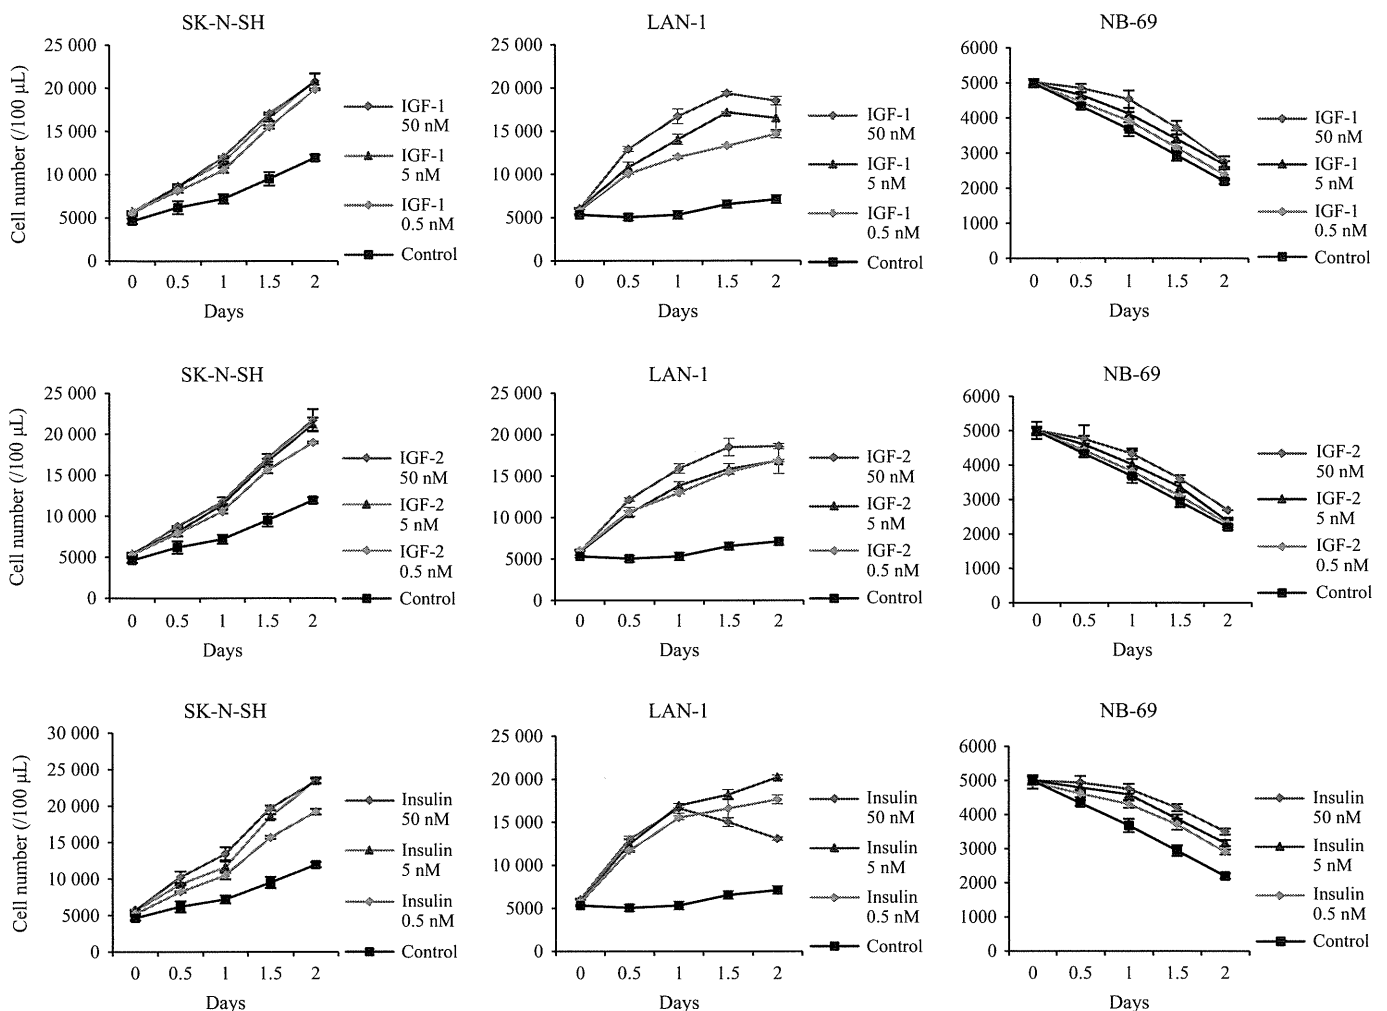 SK-N-SH
25 000
20 000
15 000
10 000
5000
0
Cell number (/100 µL)
0 0.5 1 1.5 2
Days
IGF-1
50 nM
IGF-1
5 nM
IGF-1
0.5 nM
Control
LAN-1
25 000
20 000
15 000
10 000
5000
0
0 0.5 1 1.5 2
Days
IGF-1
50 nM
IGF-1
5 nM
IGF-1
0.5 nM
Control
NB-69
6000
5000
4000
3000
2000
1000
0
0 0.5 1 1.5 2
Days
IGF-1
50 nM
IGF-1
5 nM
IGF-1
0.5 nM
Control
SK-N-SH
25 000
20 000
15 000
10 000
5000
0
Cell number (/100 µL)
0 0.5 1 1.5 2
Days
IGF-2
50 nM
IGF-2
5 nM
IGF-2
0.5 nM
Control
LAN-1
25 000
20 000
15 000
10 000
5000
0
0 0.5 1 1.5 2
Days
IGF-2
50 nM
IGF-2
5 nM
IGF-2
0.5 nM
Control
NB-69
6000
5000
4000
3000
2000
1000
0
0 0.5 1 1.5 2
Days
IGF-2
50 nM
IGF-2
5 nM
IGF-2
0.5 nM
Control
SK-N-SH
30 000
25 000
20 000
15 000
10 000
5000
0
Cell number (/100 µL)
0 0.5 1 1.5 2
Days
Insulin
50 nM
Insulin
5 nM
Insulin
0.5 nM
Control
LAN-1
25 000
20 000
15 000
10 000
5000
0
0 0.5 1 1.5 2
Days
Insulin
50 nM
Insulin
5 nM
Insulin
0.5 nM
Control
NB-69
6000
5000
4000
3000
2000
1000
0
0 0.5 1 1.5 2
Days
Insulin
50 nM
Insulin
5 nM
Insulin
0.5 nM
Control